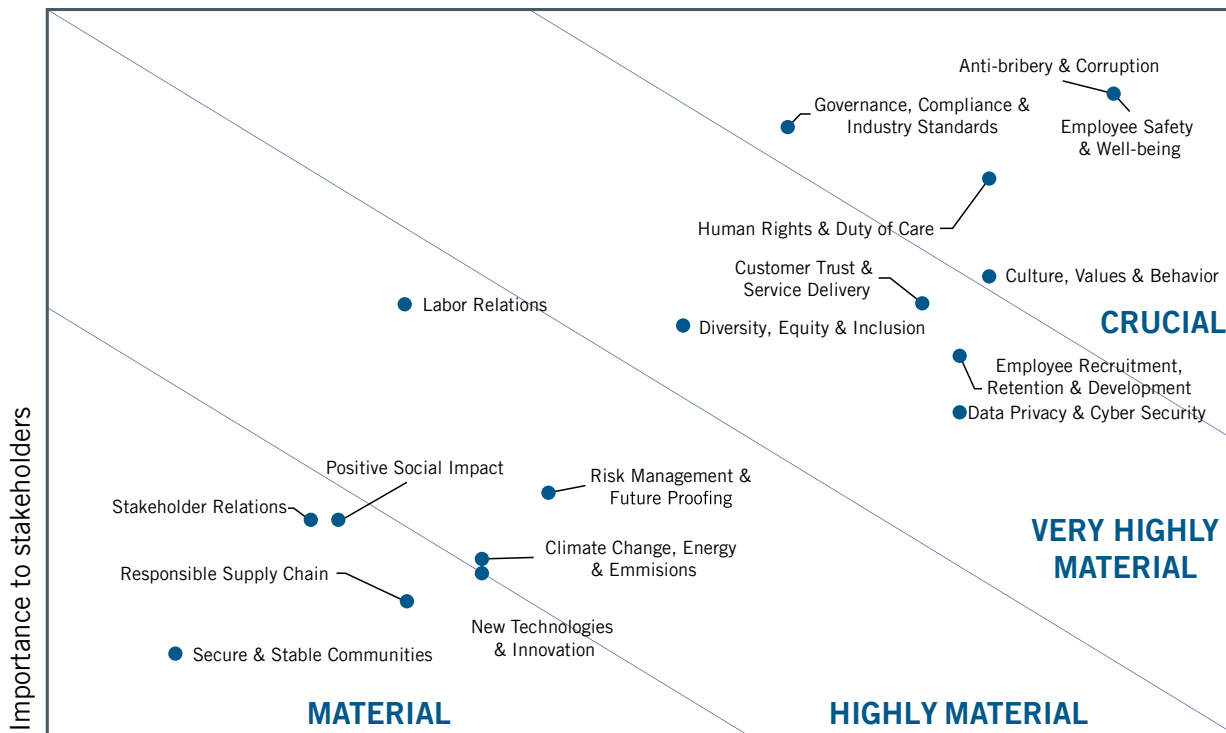 Anti-bribery & Corruption
Governance, Compliance &
Industry Standards
Employee Safety
& Well-being
Human Rights & Duty of Care
Customer Trust &
Service Delivery
Culture, Values & Behavior
Labor Relations
Diversity, Equity & Inclusion
CRUCIAL
Employee Recruitment,
Retention & Development
Data Privacy & Cyber Security
Importance to stakeholders
Positive Social Impact
Risk Management &
Future Proofing
Stakeholder Relations
VERY HIGHLY
MATERIAL
Climate Change, Energy
& Emmisions
Responsible Supply Chain
New Technologies
& Innovation
Secure & Stable Communities
MATERIAL
HIGHLY MATERIAL